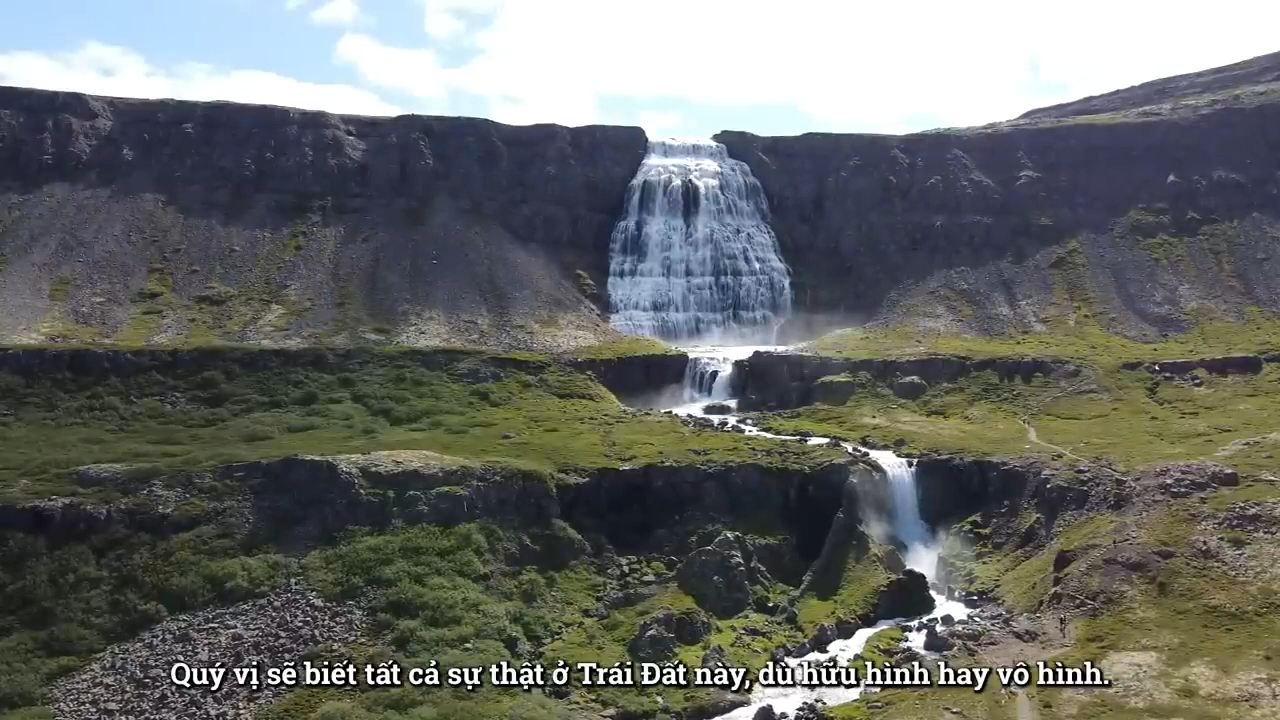 Quý vị sẽ biết tất cả sự thật ở Trái Đất này, dù hữu hình hay vô hình.